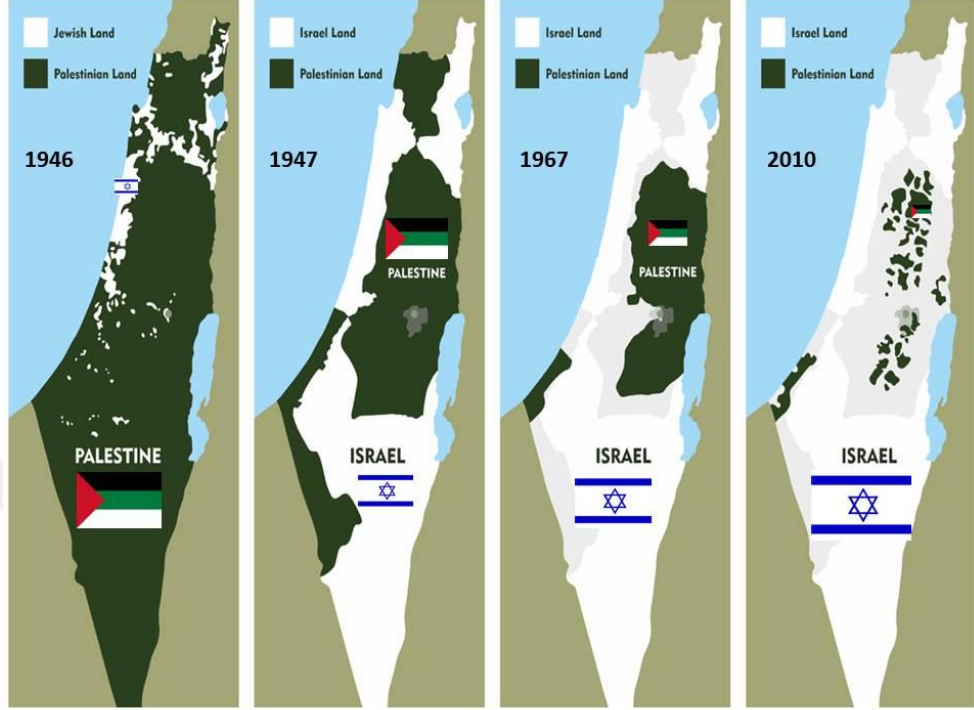 Jewish Land
Palestinian Land
1946
PALESTINE
Israel Land
Palestinian Land
1947
PALESTINE
ISRAEL
Israel Land
Palestinian Land
1967
PALESTINE
ISRAEL
Israel Land
Palestinian Land
2010
ISRAEL